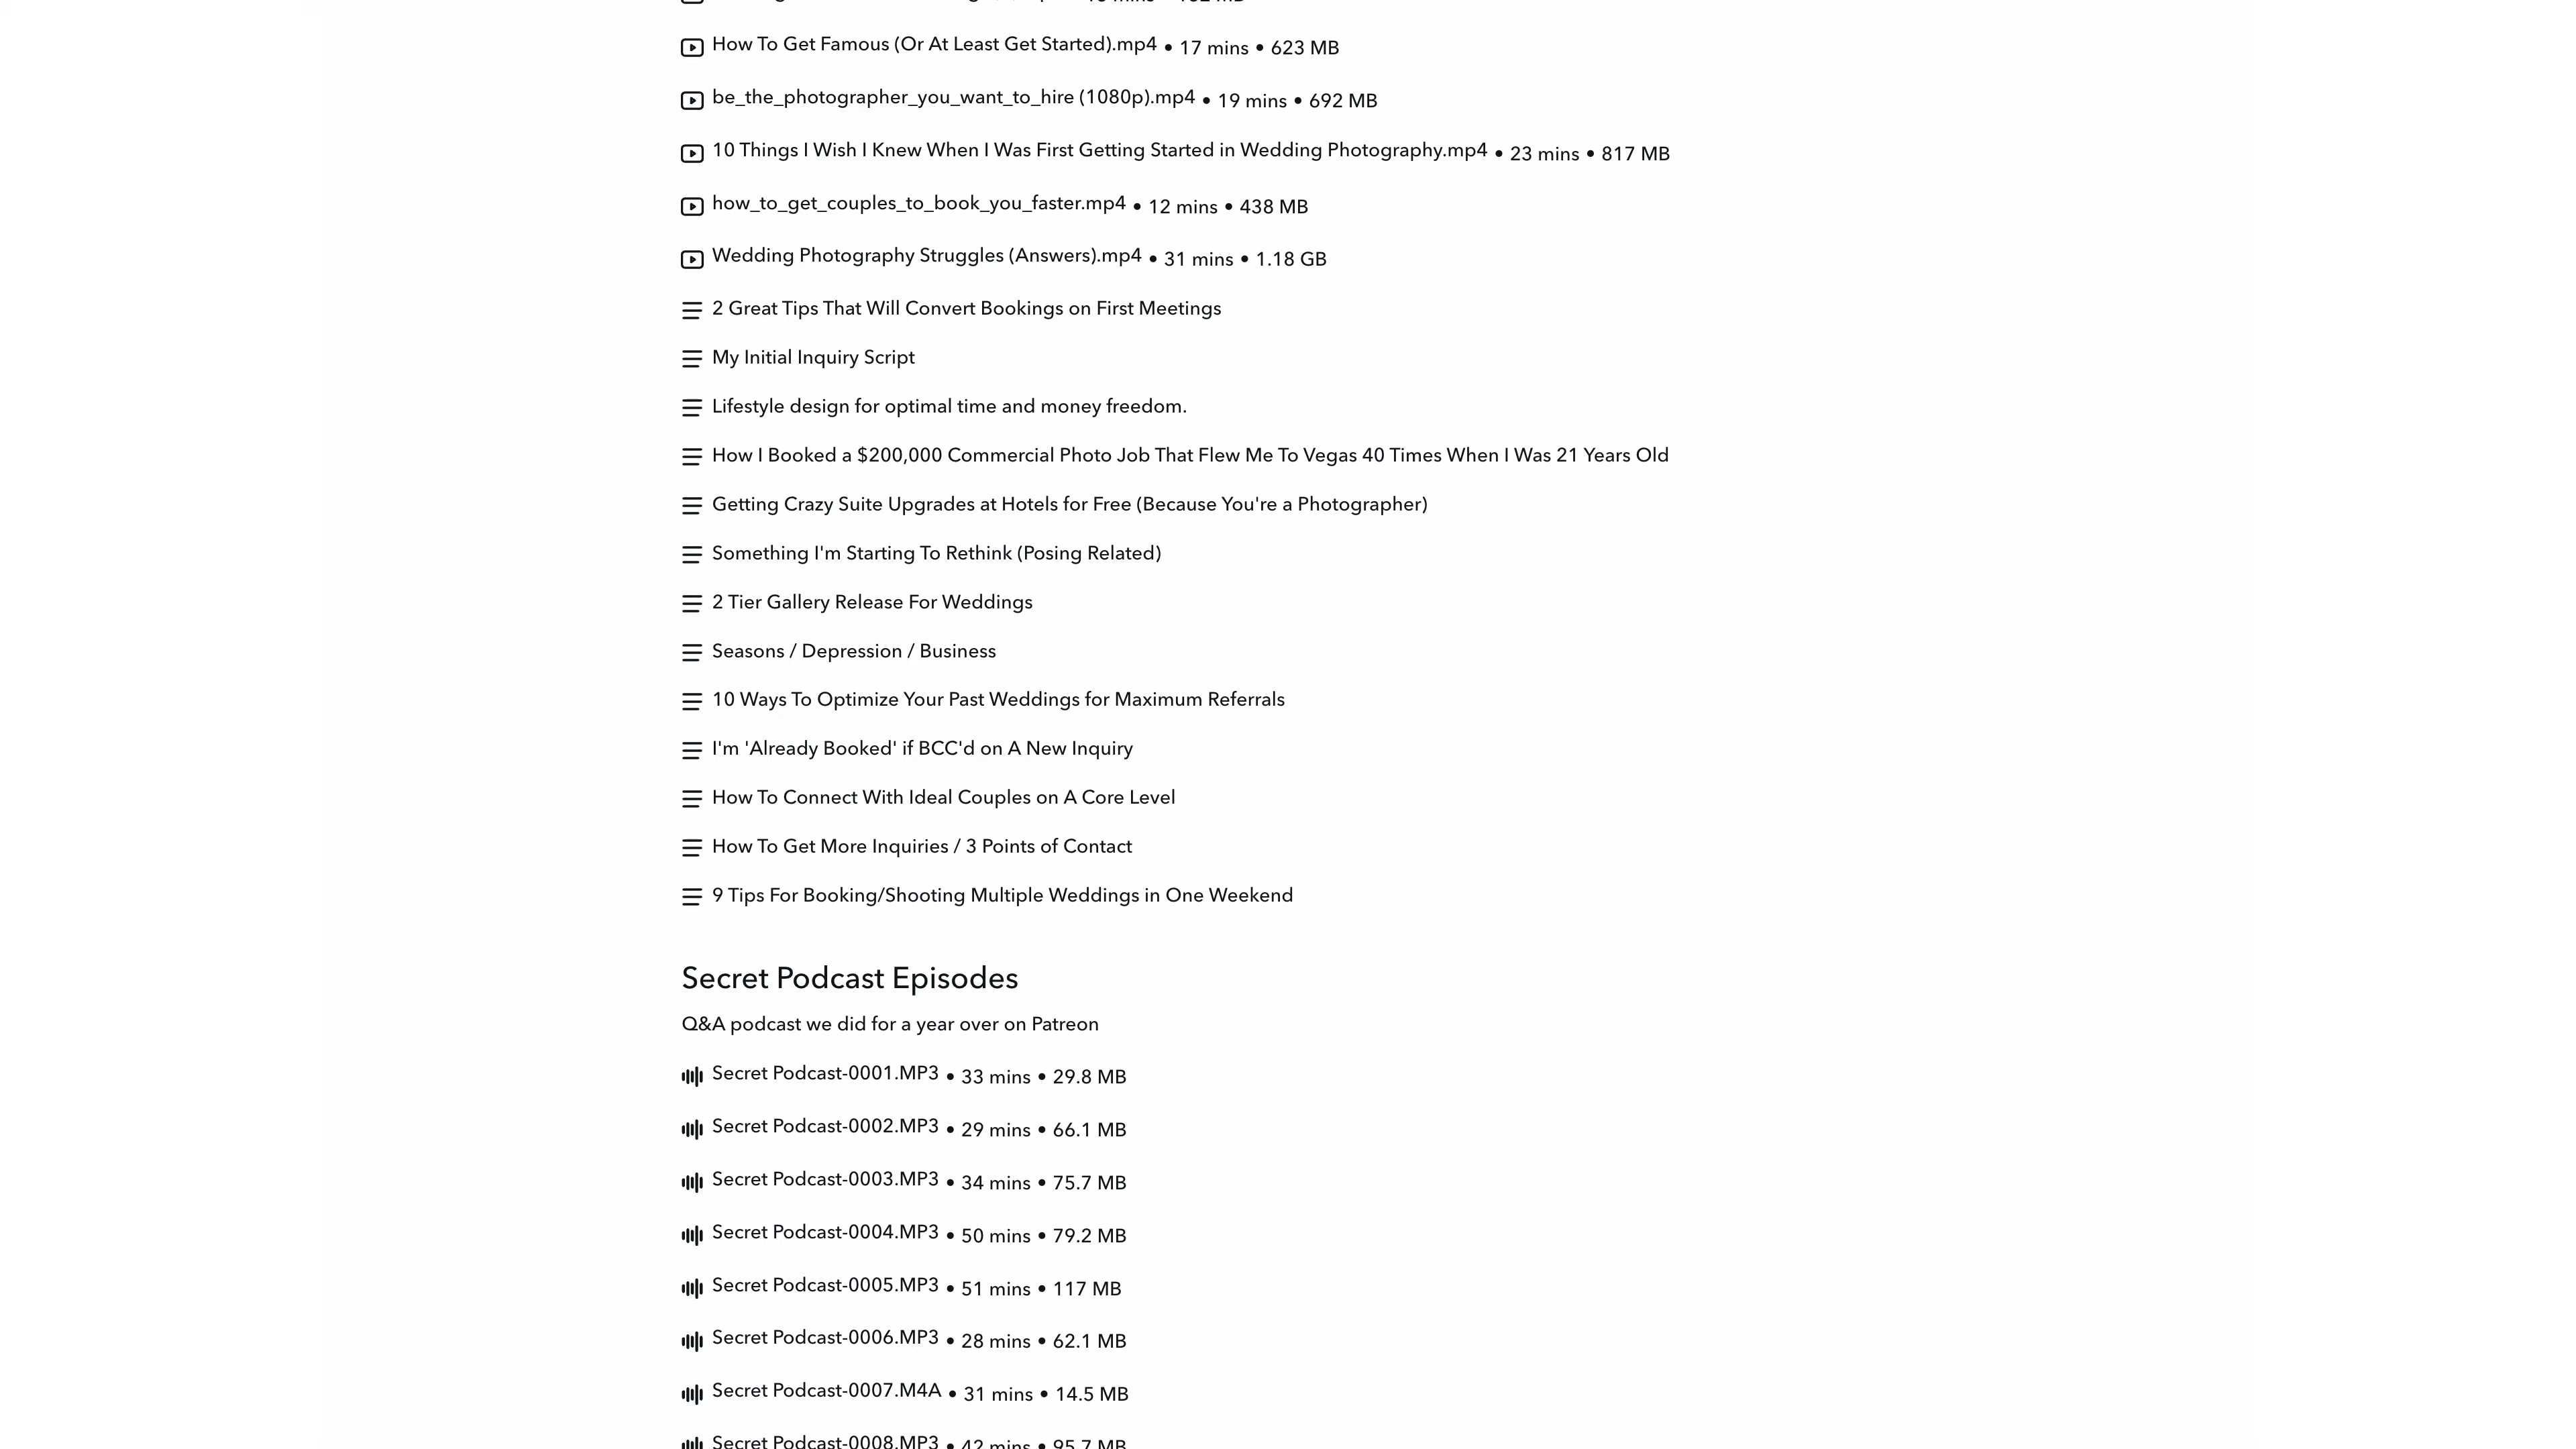 How To Get Famous (Or At Least Get Started).mp4 • 17 mins • 623 MB
be_the_photographer_you_want_to_hire (1080p).mp4 • 19 mins • 692 MB
10 Things I Wish I Knew When I Was First Getting Started in Wedding Photography.mp4 • 23 mins • 817 MB
how_to_get_couples_to_book_you_faster.mp4 • 12 mins • 438 MB
Wedding Photography Struggles (Answers).mp4 • 31 mins • 1.18 GB
2 Great Tips That Will Convert Bookings on First Meetings
My Initial Inquiry Script
Lifestyle design for optimal time and money freedom.
How I Booked a $200,000 Commercial Photo Job That Flew Me To Vegas 40 Times When I Was 21 Years Old
Getting Crazy Suite Upgrades at Hotels for Free (Because You're a Photographer)
Something I'm Starting To Rethink (Posing Related)
2 Tier Gallery Release For Weddings
Seasons / Depression / Business
10 Ways To Optimize Your Past Weddings for Maximum Referrals
I'm 'Already Booked' if BCC'd on A New Inquiry
How To Connect With Ideal Couples on A Core Level
How To Get More Inquiries / 3 Points of Contact
9 Tips For Booking/Shooting Multiple Weddings in One Weekend
Secret Podcast Episodes
Q&A podcast we did for a year over on Patreon
Secret Podcast-0001.MP3 • 33 mins • 29.8 MB
Secret Podcast-0002.MP3 • 29 mins • 66.1 MB
Secret Podcast-0003.MP3 • 34 mins • 75.7 MB
Secret Podcast-0004.MP3 • 50 mins • 79.2 MB
Secret Podcast-0005.MP3 • 51 mins • 117 MB
Secret Podcast-0006.MP3 • 28 mins • 62.1 MB
Secret Podcast-0007.M4A • 31 mins • 14.5 MB
Secret Podcast-0008.MP3 • 42 mins • 95.7 MB